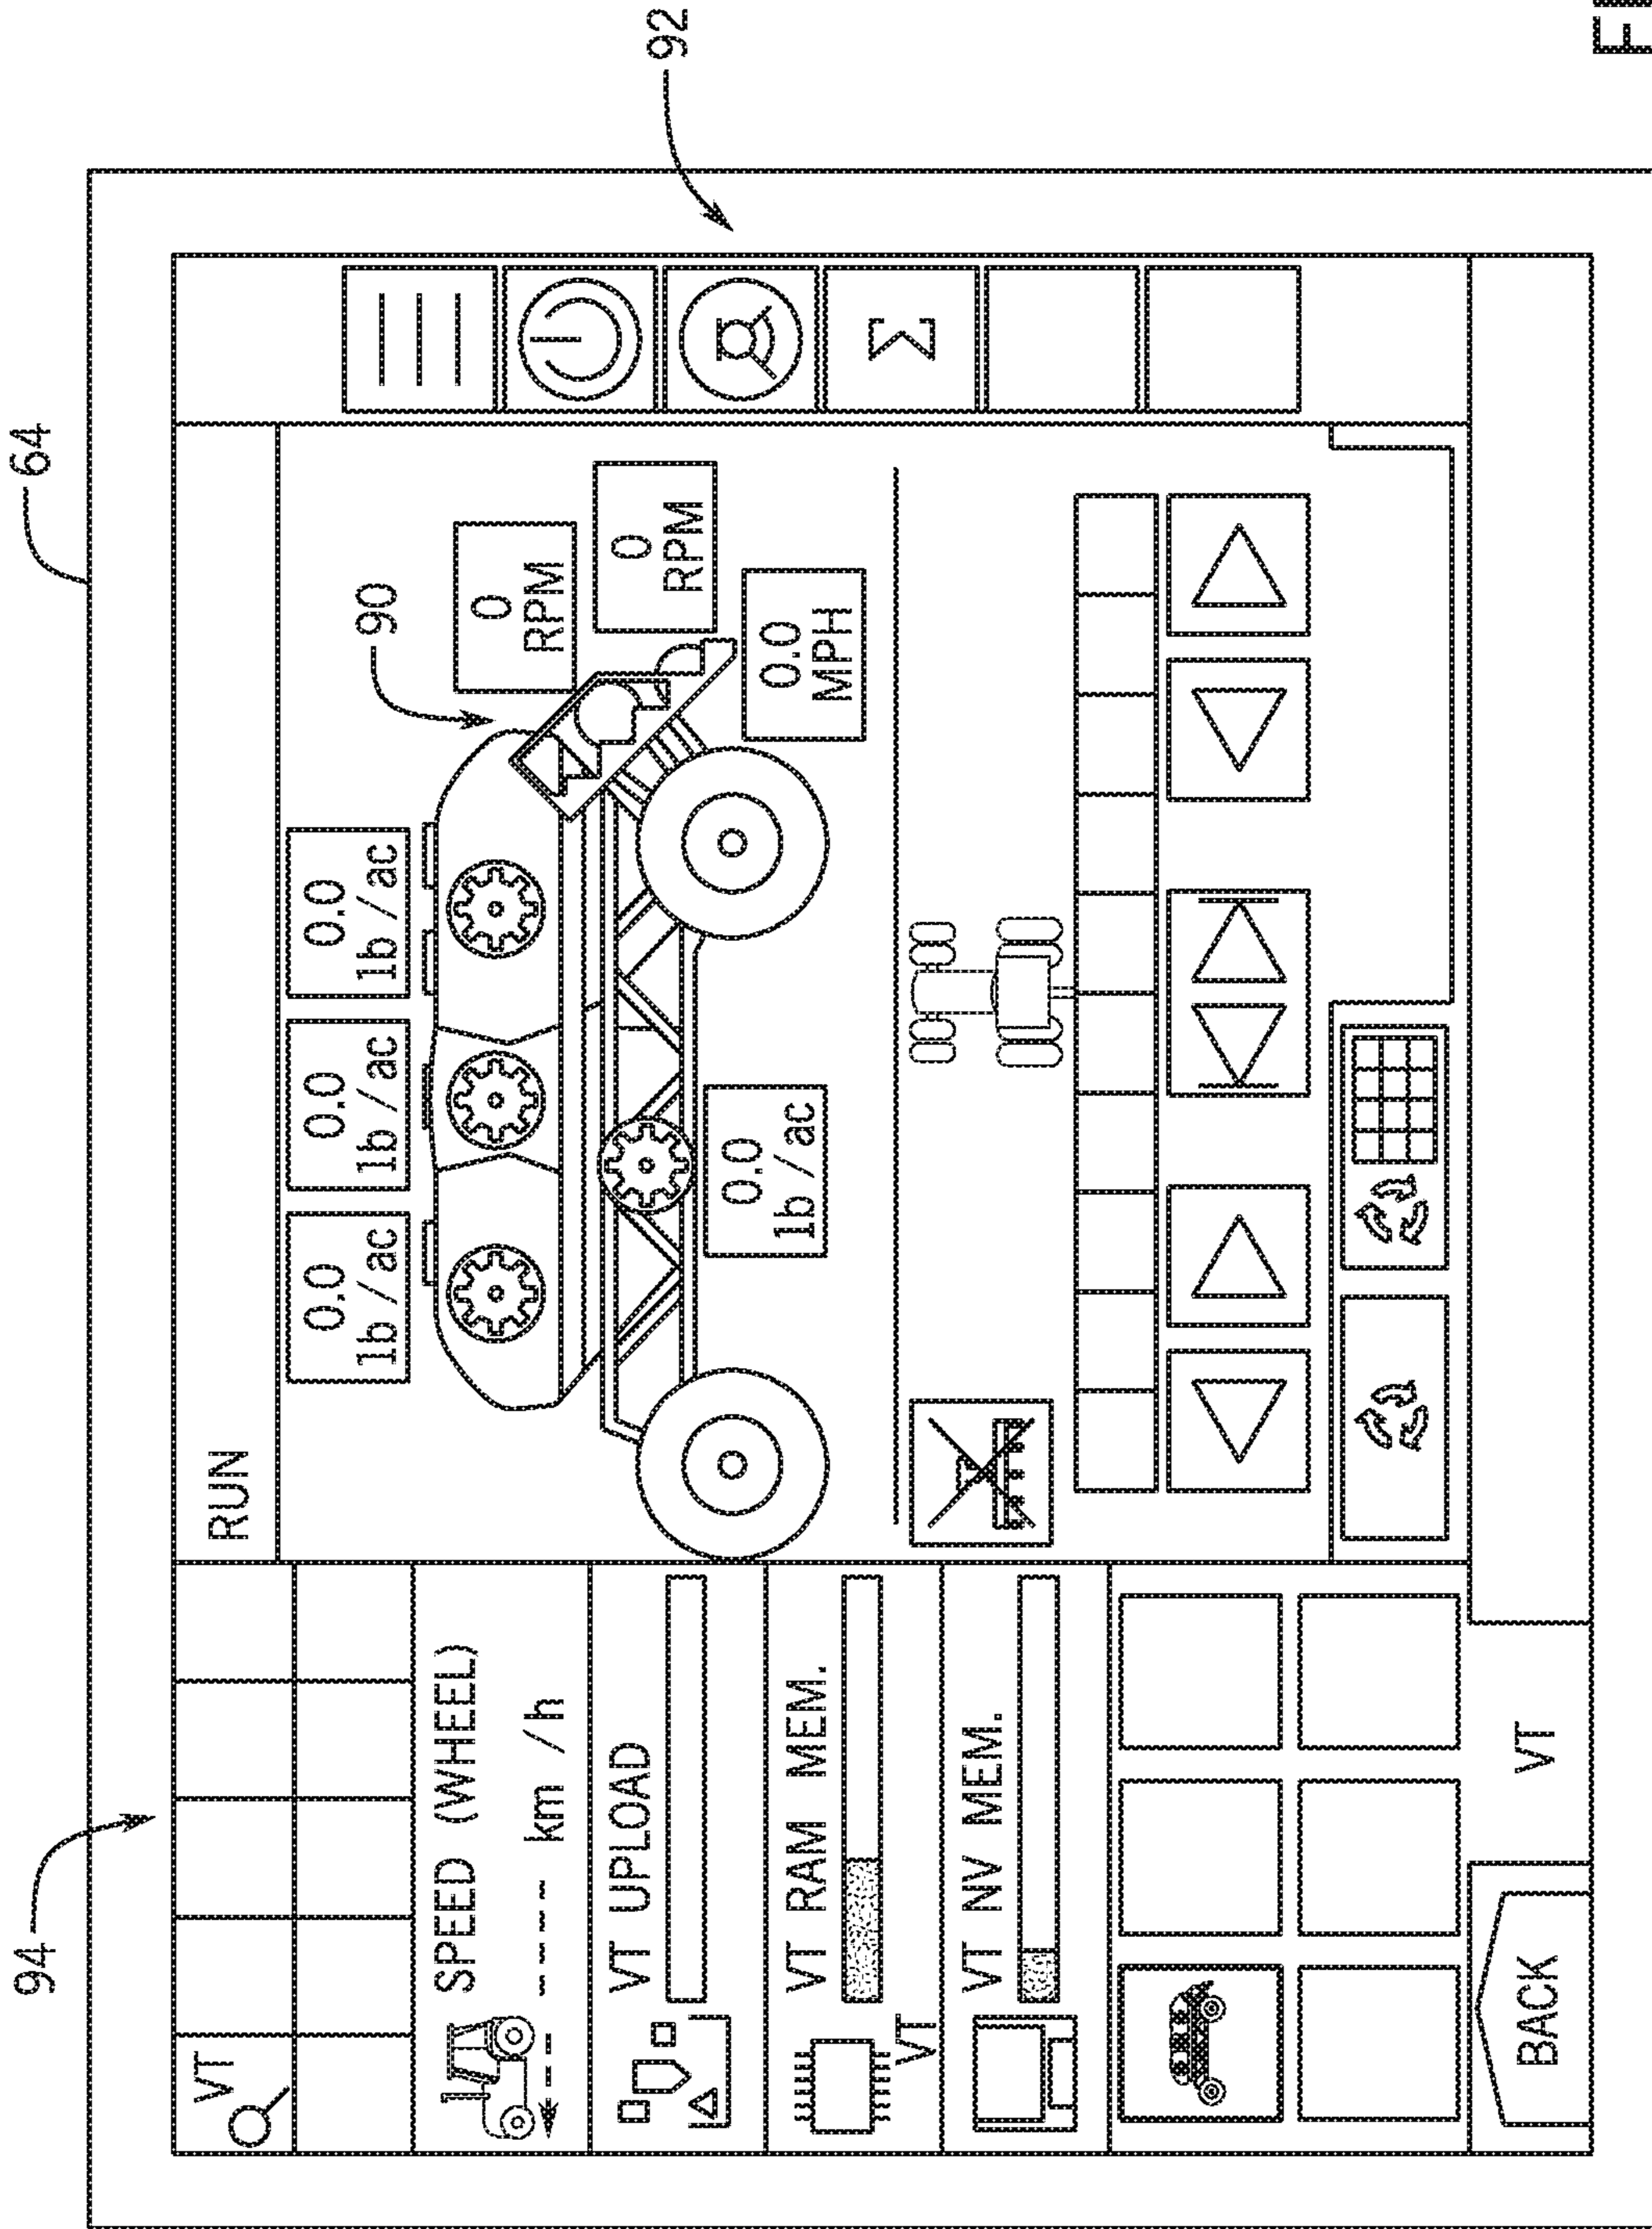 64
94
92
90
VT
RUN
SPEED (WHEEL)
----- km /h
VT UPLOAD
VT RAM MEM.
VT
VT NV MEM.
0.0
1b /ac
0.0
1b /ac
0.0
1b /ac
0
RPM
0
RPM
0.0
MPH
0.0
1b /ac
Σ
BACK
VT